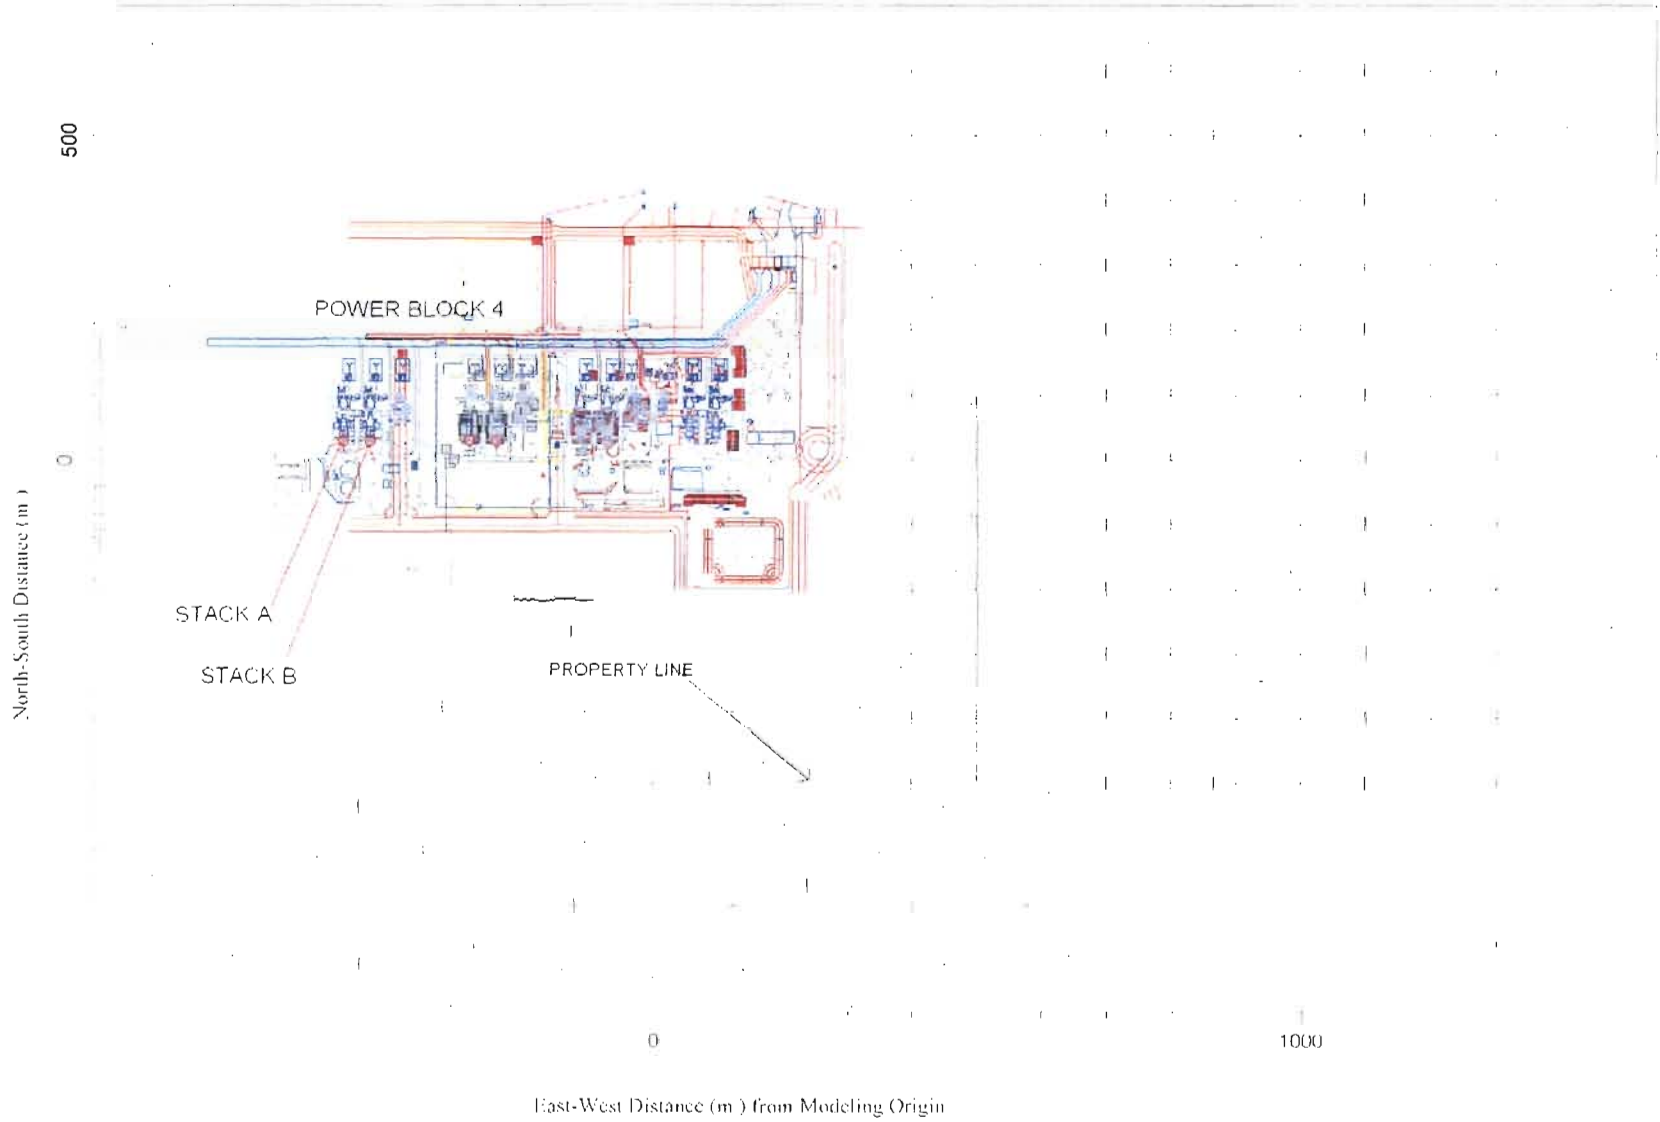 500
POWER BLOCK 4
0
North-South Distance (m )
STACK A
STACK B
PROPERTY LINE
0
1000
East-West Distance (m ) from Modeling Origin